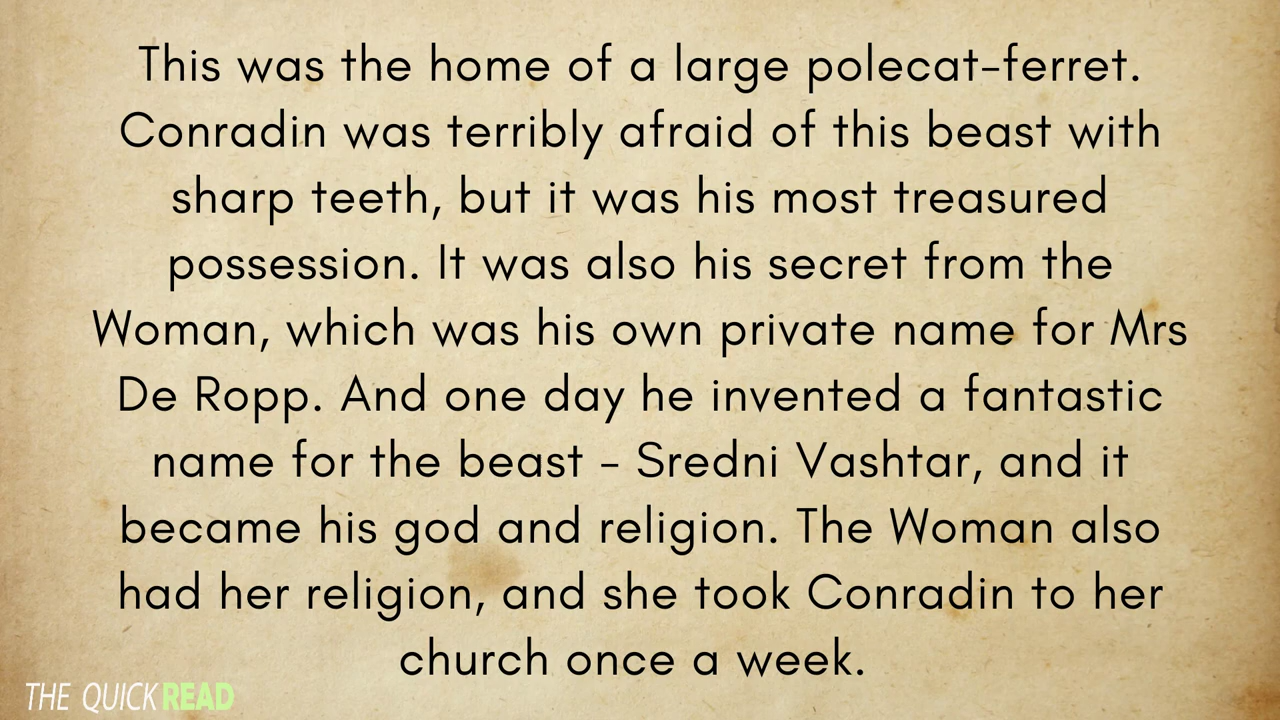 This was the home of a large polecat-ferret.
Conradin was terribly afraid of this beast with
sharp teeth, but it was his most treasured
possession. It was also his secret from the
Woman, which was his own private name for Mrs
De Ropp. And one day he invented a fantastic
name for the beast - Sredni Vashtar, and it
became his god and religion. The Woman also
had her religion, and she took Conradin to her
church once a week.
THE QUICK READ